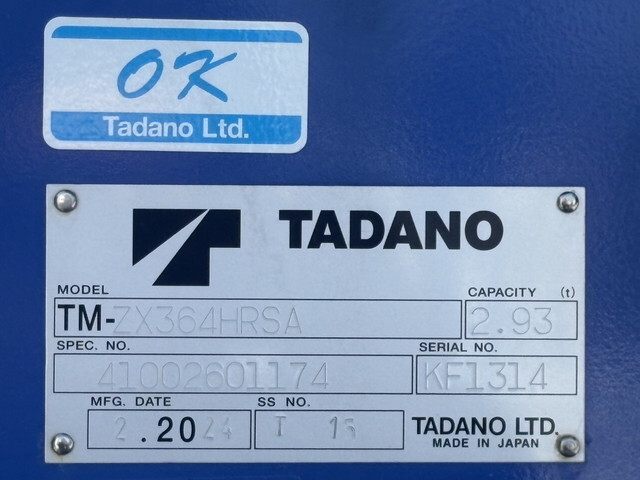 OK
Tadano Ltd.
TADANO
MODEL
CAPACITY (t)
TM-ZX364HRSA
2.93
SPEC. NO.
SERIAL NO.
41002601174
KF1314
MFG. DATE
SS NO.
2.2024
T
TADANO LTD.
MADE IN JAPAN